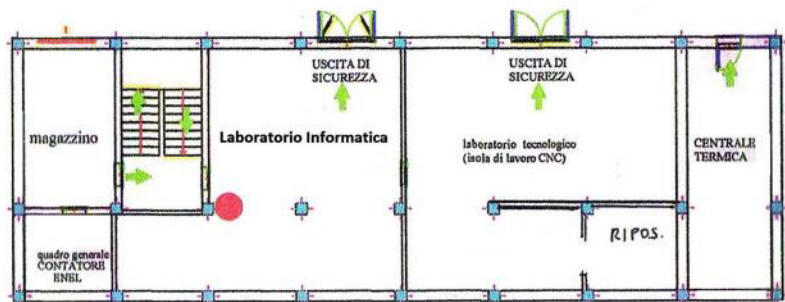 USCITA DI
SICUREZZA
USCITA DI
SICUREZZA
magazzino
Laboratorio Informatica
laboratorio tecnologico
(isola di lavoro CNC)
CENTRALE
TERMICA
RIPOS.
quadro generale
CONTATORE
ENEL